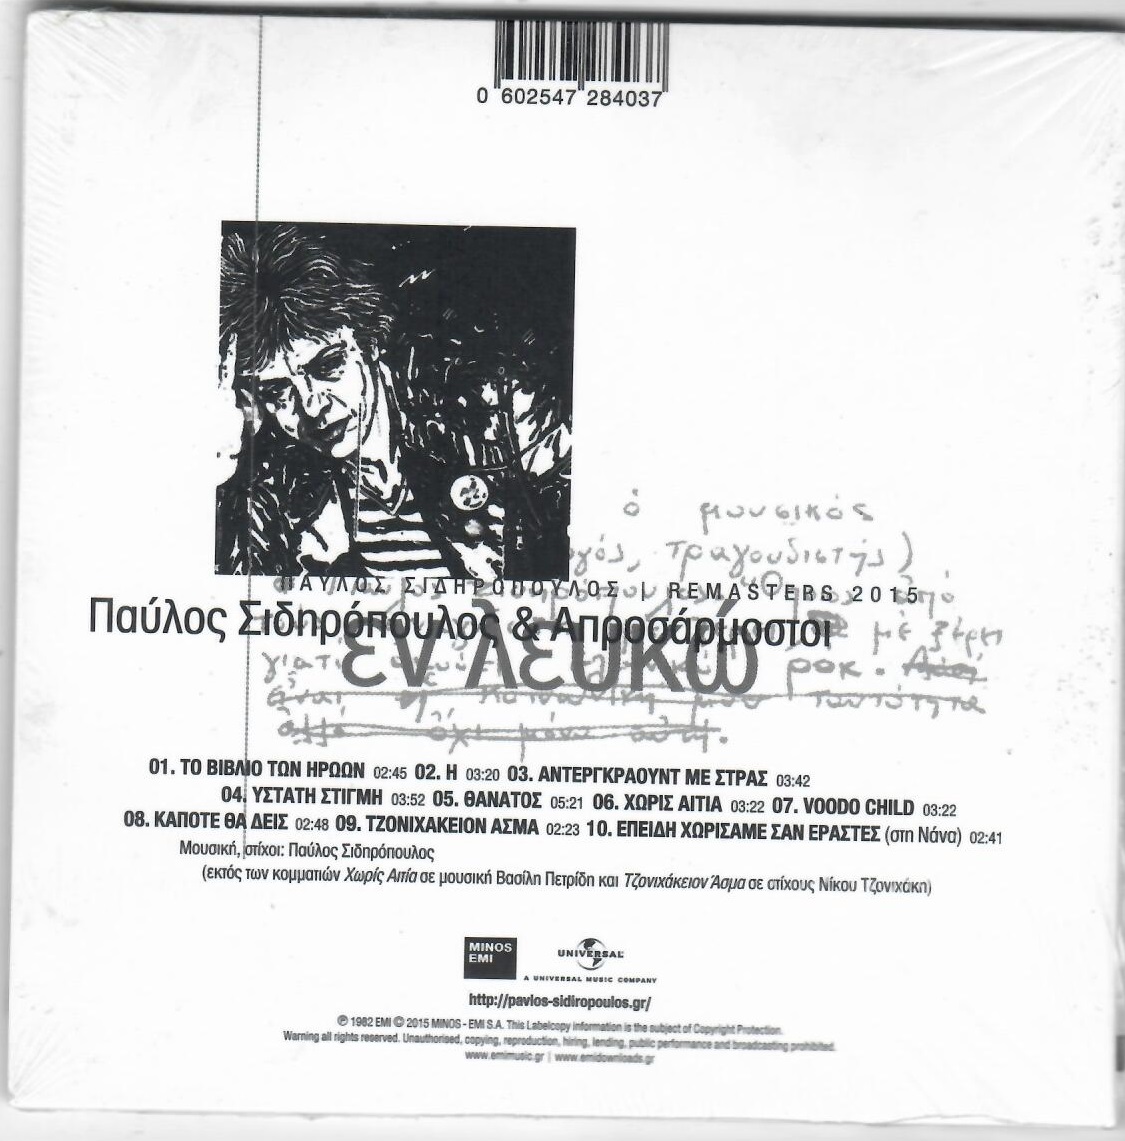 0 602547 284037
ὁ μουσικός
τραγουδιστής)
ΠΑΥΛΟΣ ΣΙΔΗΡΟΠΟΥΛΟΣ | REMASTERS 2015
Παύλος Σιδηρόπουλος & Απροσάρμοστοι
εν λευκώ
ροκ.
01. ΤΟ ΒΙΒΛΙΟ ΤΩΝ ΗΡΩΩΝ 02:45 02. Η 03:20 03. ΑΝΤΕΡΓΚΡΑΟΥΝΤ ΜΕ ΣΤΡΑΣ 03:42
04. ΥΣΤΑΤΗ ΣΤΙΓΜΗ 03:52 05. ΘΑΝΑΤΟΣ 05:21 06. ΧΩΡΙΣ ΑΙΤΙΑ 03:22 07. VOODO CHILD 03:22
08. ΚΑΠΟΤΕ ΘΑ ΔΕΙΣ 02:48 09. ΤΖΟΝΙΧΑΚΕΙΟΝ ΑΣΜΑ 02:23 10. ΕΠΕΙΔΗ ΧΩΡΙΣΑΜΕ ΣΑΝ ΕΡΑΣΤΕΣ (στη Νάνα) 02:41
Μουσική, στίχοι: Παύλος Σιδηρόπουλος
(εκτός των κομματιών Χωρίς Αιτία σε μουσική Βασίλη Πετρίδη και Τζονιχάκειον Άσμα σε στίχους Νίκου Τζονιχάκη)
MINOS
EMI
UNIVERSAL
A UNIVERSAL MUSIC COMPANY
http://pavlos-sidiropoulos.gr/
℗ 1982 EMI © 2015 MINOS - EMI S.A. This Labelcopy information is the subject of Copyright Protection.
Warning all rights reserved. Unauthorised, copying, reproduction, hiring, lending, public performance and broadcasting prohibited.
www.emimusic.gr | www.emidownloads.gr